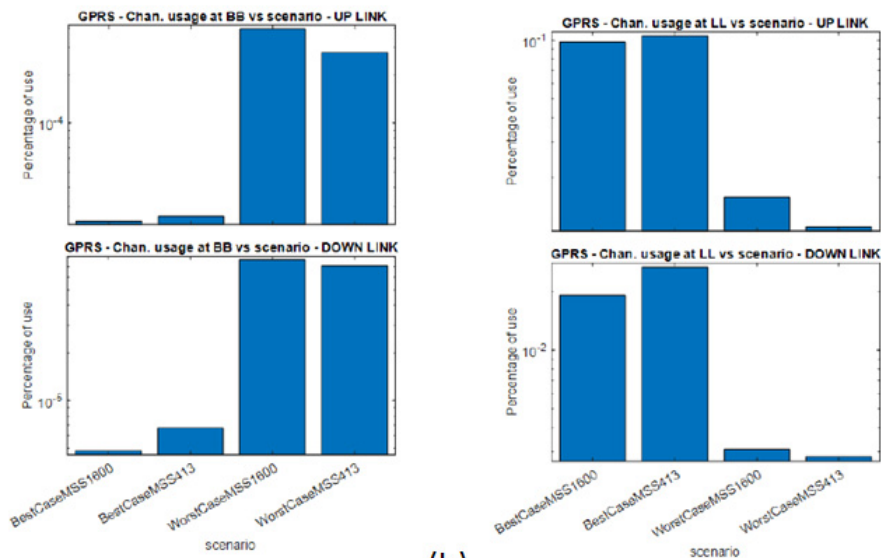 GPRS - Chan. usage at BB vs scenario - UP LINK
Percentage of use
10-4
GPRS - Chan. usage at BB vs scenario - DOWN LINK
Percentage of use
10-5
BestCaseMSS1600
BestCaseMSS413
WorstCaseMSS1600
WorstCaseMSS413
scenario
GPRS - Chan. usage at LL vs scenario - UP LINK
Percentage of use
10-1
GPRS - Chan. usage at LL vs scenario - DOWN LINK
Percentage of use
10-2
BestCaseMSS1600
BestCaseMSS413
WorstCaseMSS1600
WorstCaseMSS413
scenario